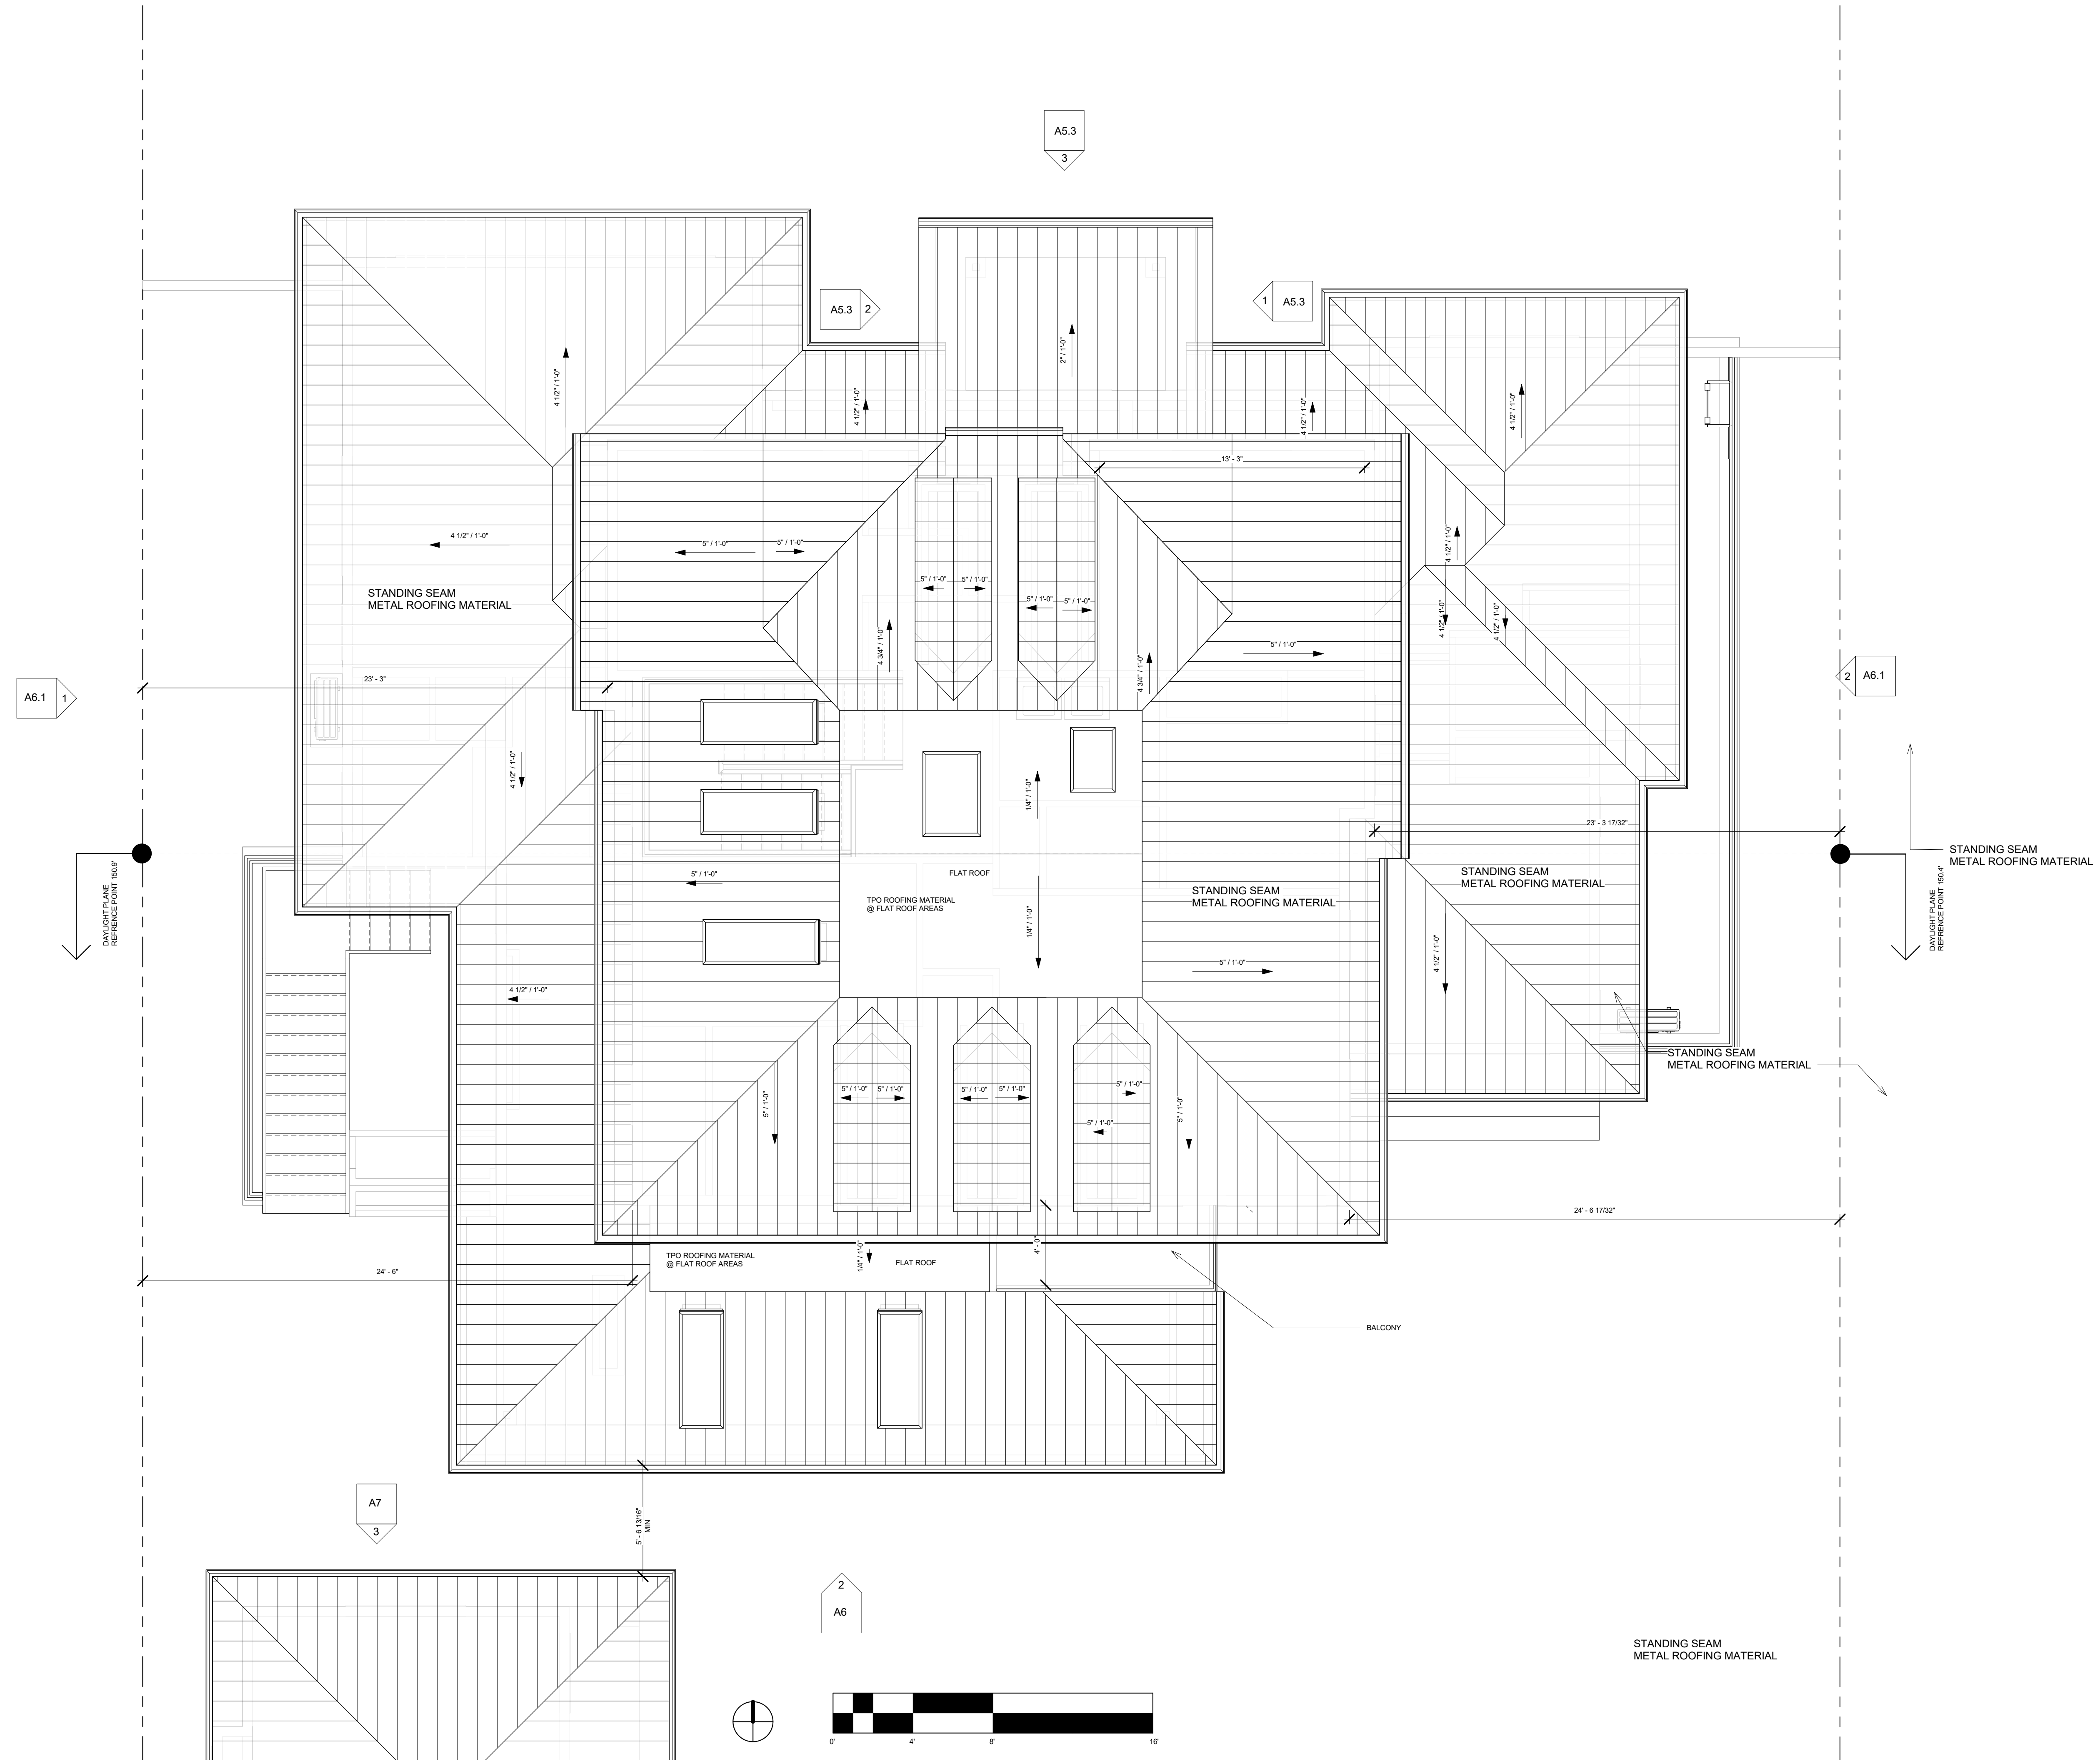 A5.3
3
A5.3
2
1
A5.3
2" / 1'-0"
4 1/2" / 1'-0"
4 1/2" / 1'-0"
4 1/2" / 1'-0"
4 1/2" / 1'-0"
13' - 3"
4 1/2" / 1'-0"
5" / 1'-0"
5" / 1'-0"
4 1/2" / 1'-0"
5" / 1'-0"
5" / 1'-0"
5" / 1'-0"
5" / 1'-0"
STANDING SEAM
METAL ROOFING MATERIAL
4 1/2" / 1'-0"
4 1/2" / 1'-0"
4 3/4" / 1'-0"
4 3/4" / 1'-0"
5" / 1'-0"
23' - 3"
A6.1
1
2
A6.1
4 1/2" / 1'-0"
1/4" / 1'-0"
23' - 3 17/32"
STANDING SEAM
METAL ROOFING MATERIAL
DAYLIGHT PLANE
REFRENCE POINT 150.9'
5" / 1'-0"
FLAT ROOF
TPO ROOFING MATERIAL
@ FLAT ROOF AREAS
1/4" / 1'-0"
STANDING SEAM
METAL ROOFING MATERIAL
STANDING SEAM
METAL ROOFING MATERIAL
DAYLIGHT PLANE
REFRENCE POINT 150.4'
4 1/2" / 1'-0"
4 1/2" / 1'-0"
5" / 1'-0"
STANDING SEAM
METAL ROOFING MATERIAL
5" / 1'-0"
5" / 1'-0"
5" / 1'-0"
5" / 1'-0"
5" / 1'-0"
5" / 1'-0"
5" / 1'-0"
5" / 1'-0"
5" / 1'-0"
24' - 6 17/32"
TPO ROOFING MATERIAL
@ FLAT ROOF AREAS
1/4" / 1'-0"
FLAT ROOF
4' - 0"
24' - 6"
BALCONY
A7
3
5' - 6 13/16"
MIN
2
A6
STANDING SEAM
METAL ROOFING MATERIAL
0'
4'
8'
16'